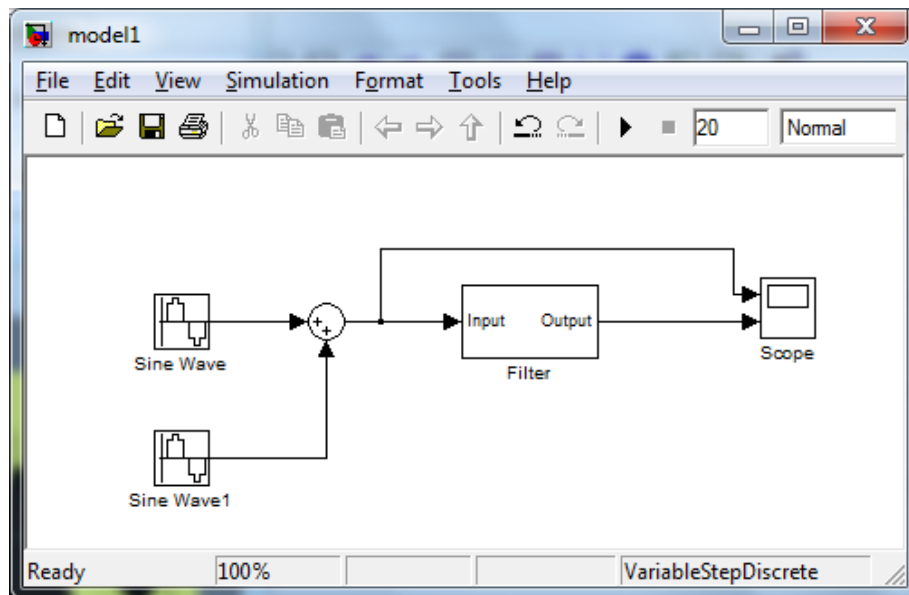 model1
File Edit View Simulation Format Tools Help
20 Normal
Input Output
Sine Wave
Filter
Scope
Sine Wave1
Ready 100% VariableStepDiscrete